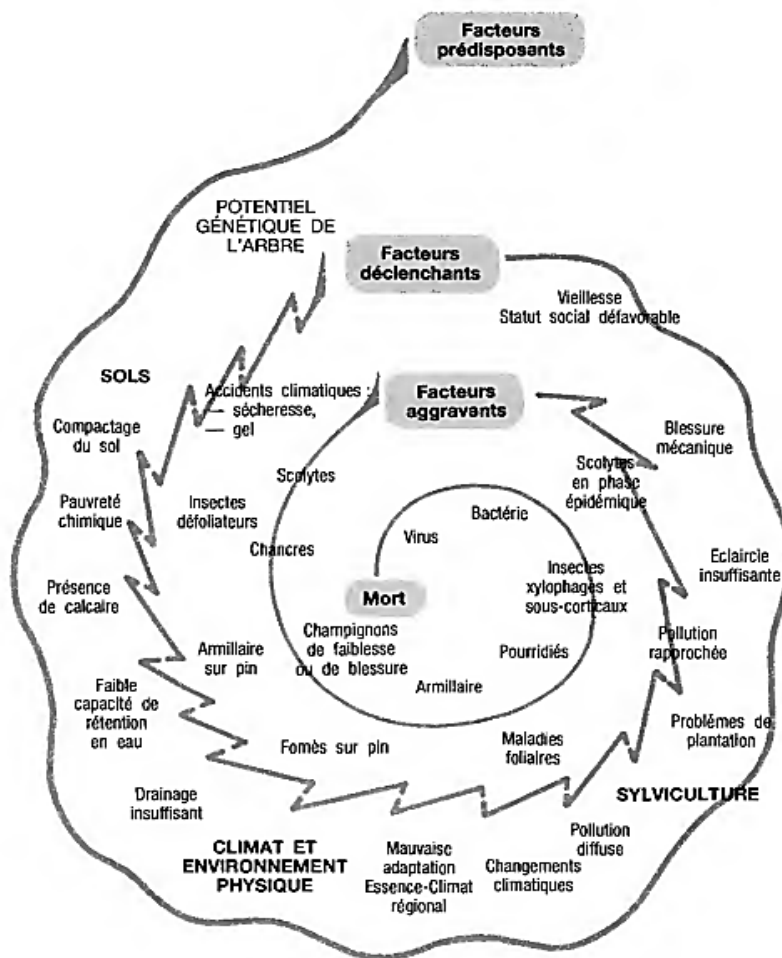 Facteurs
prédisposants
POTENTIEL
GÉNÉTIQUE DE
L'ARBRE
Facteurs
déclenchants
Vieillesse
Statut social défavorable
SOLS
Accidents climatiques :
— sécheresse,
— gel
Facteurs
aggravants
Compactage
du sol
Blessure
mécanique
Scolytes
Scolytes
en phase
épidémique
Pauvreté
chimique
Insectes
défoliateurs
Bactérie
Virus
Chancres
Eclaircie
insuffisante
Insectes
xylophages et
sous-corticaux
Présence
de calcaire
Mort
Champignons
de faiblesse
ou de blessure
Armillaire
sur pin
Pourridiés
Pollution
rapprochée
Armillaire
Faible
capacité de
rétention
en eau
Problèmes de
plantation
Fomès sur pin
Maladies
foliaires
Drainage
insuffisant
SYLVICULTURE
Pollution
diffuse
CLIMAT ET
ENVIRONNEMENT
PHYSIQUE
Mauvaise
adaptation
Essence-Climat
régional
Changements
climatiques